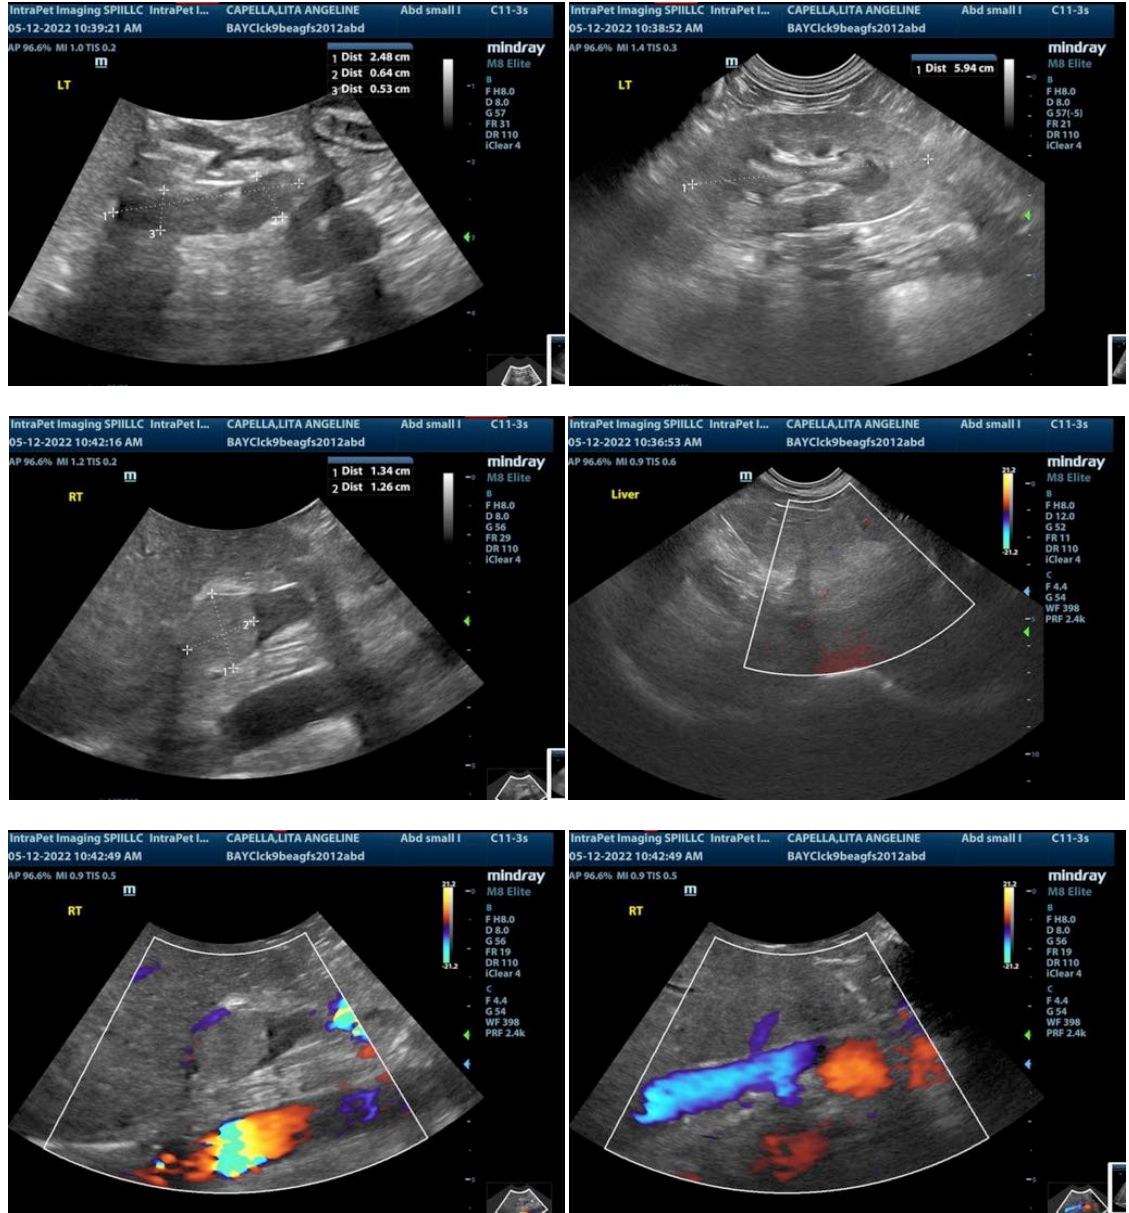 IntraPet Imaging SPIILLC IntraPet I... CAPELLA,LITA ANGELINE Abd small I C11-3s
05-12-2022 10:39:21 AM BAYClck9beagfs2012abd
AP 96.6% MI 1.0 TIS 0.2
m
LT
1 Dist 2.48 cm
2 Dist 0.64 cm
3 Dist 0.53 cm
mindray
M8 Elite
B
F H8.0
D 8.0
G 57
FR 31
DR 110
iClear 4
1
2
3
IntraPet Imaging SPIILLC IntraPet I... CAPELLA,LITA ANGELINE Abd small I C11-3s
05-12-2022 10:38:52 AM BAYClck9beagfs2012abd
AP 96.6% MI 1.4 TIS 0.3
m
LT
1 Dist 5.94 cm
mindray
M8 Elite
B
F H8.0
D 8.0
G 57(-5)
FR 21
DR 110
iClear 4
1
IntraPet Imaging SPIILLC IntraPet I... CAPELLA,LITA ANGELINE Abd small I C11-3s
05-12-2022 10:42:16 AM BAYClck9beagfs2012abd
AP 96.6% MI 1.2 TIS 0.2
m
RT
1 Dist 1.34 cm
2 Dist 1.26 cm
mindray
M8 Elite
B
F H8.0
D 8.0
G 56
FR 29
DR 110
iClear 4
2
1
IntraPet Imaging SPIILLC IntraPet I... CAPELLA,LITA ANGELINE Abd small I C11-3s
05-12-2022 10:36:53 AM BAYClck9beagfs2012abd
AP 96.6% MI 0.9 TIS 0.6
m
Liver
21.2
-21.2
mindray
M8 Elite
B
F H8.0
D 12.0
G 52
FR 11
DR 110
iClear 4
C
F 4.4
G 54
WF 398
PRF 2.4k
IntraPet Imaging SPIILLC IntraPet I... CAPELLA,LITA ANGELINE Abd small I C11-3s
05-12-2022 10:42:49 AM BAYClck9beagfs2012abd
AP 96.6% MI 0.9 TIS 0.5
m
RT
21.2
-21.2
mindray
M8 Elite
B
F H8.0
D 8.0
G 56
FR 19
DR 110
iClear 4
C
F 4.4
G 54
WF 398
PRF 2.4k
IntraPet Imaging SPIILLC IntraPet I... CAPELLA,LITA ANGELINE Abd small I C11-3s
05-12-2022 10:42:49 AM BAYClck9beagfs2012abd
AP 96.6% MI 0.9 TIS 0.5
m
RT
21.2
-21.2
mindray
M8 Elite
B
F H8.0
D 8.0
G 56
FR 19
DR 110
iClear 4
C
F 4.4
G 54
WF 398
PRF 2.4k